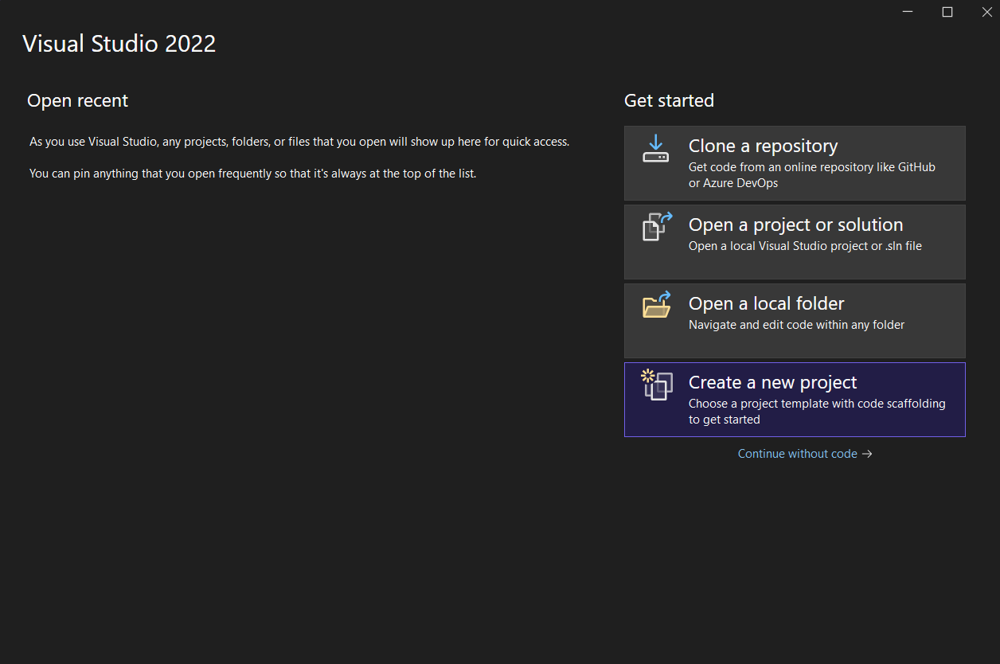 Visual Studio 2022
Open recent
As you use Visual Studio, any projects, folders, or files that you open will show up here for quick access.
You can pin anything that you open frequently so that it's always at the top of the list.
Get started
Clone a repository
Get code from an online repository like GitHub
or Azure DevOps
Open a project or solution
Open a local Visual Studio project or .sln file
Open a local folder
Navigate and edit code within any folder
Create a new project
Choose a project template with code scaffolding
to get started
Continue without code →